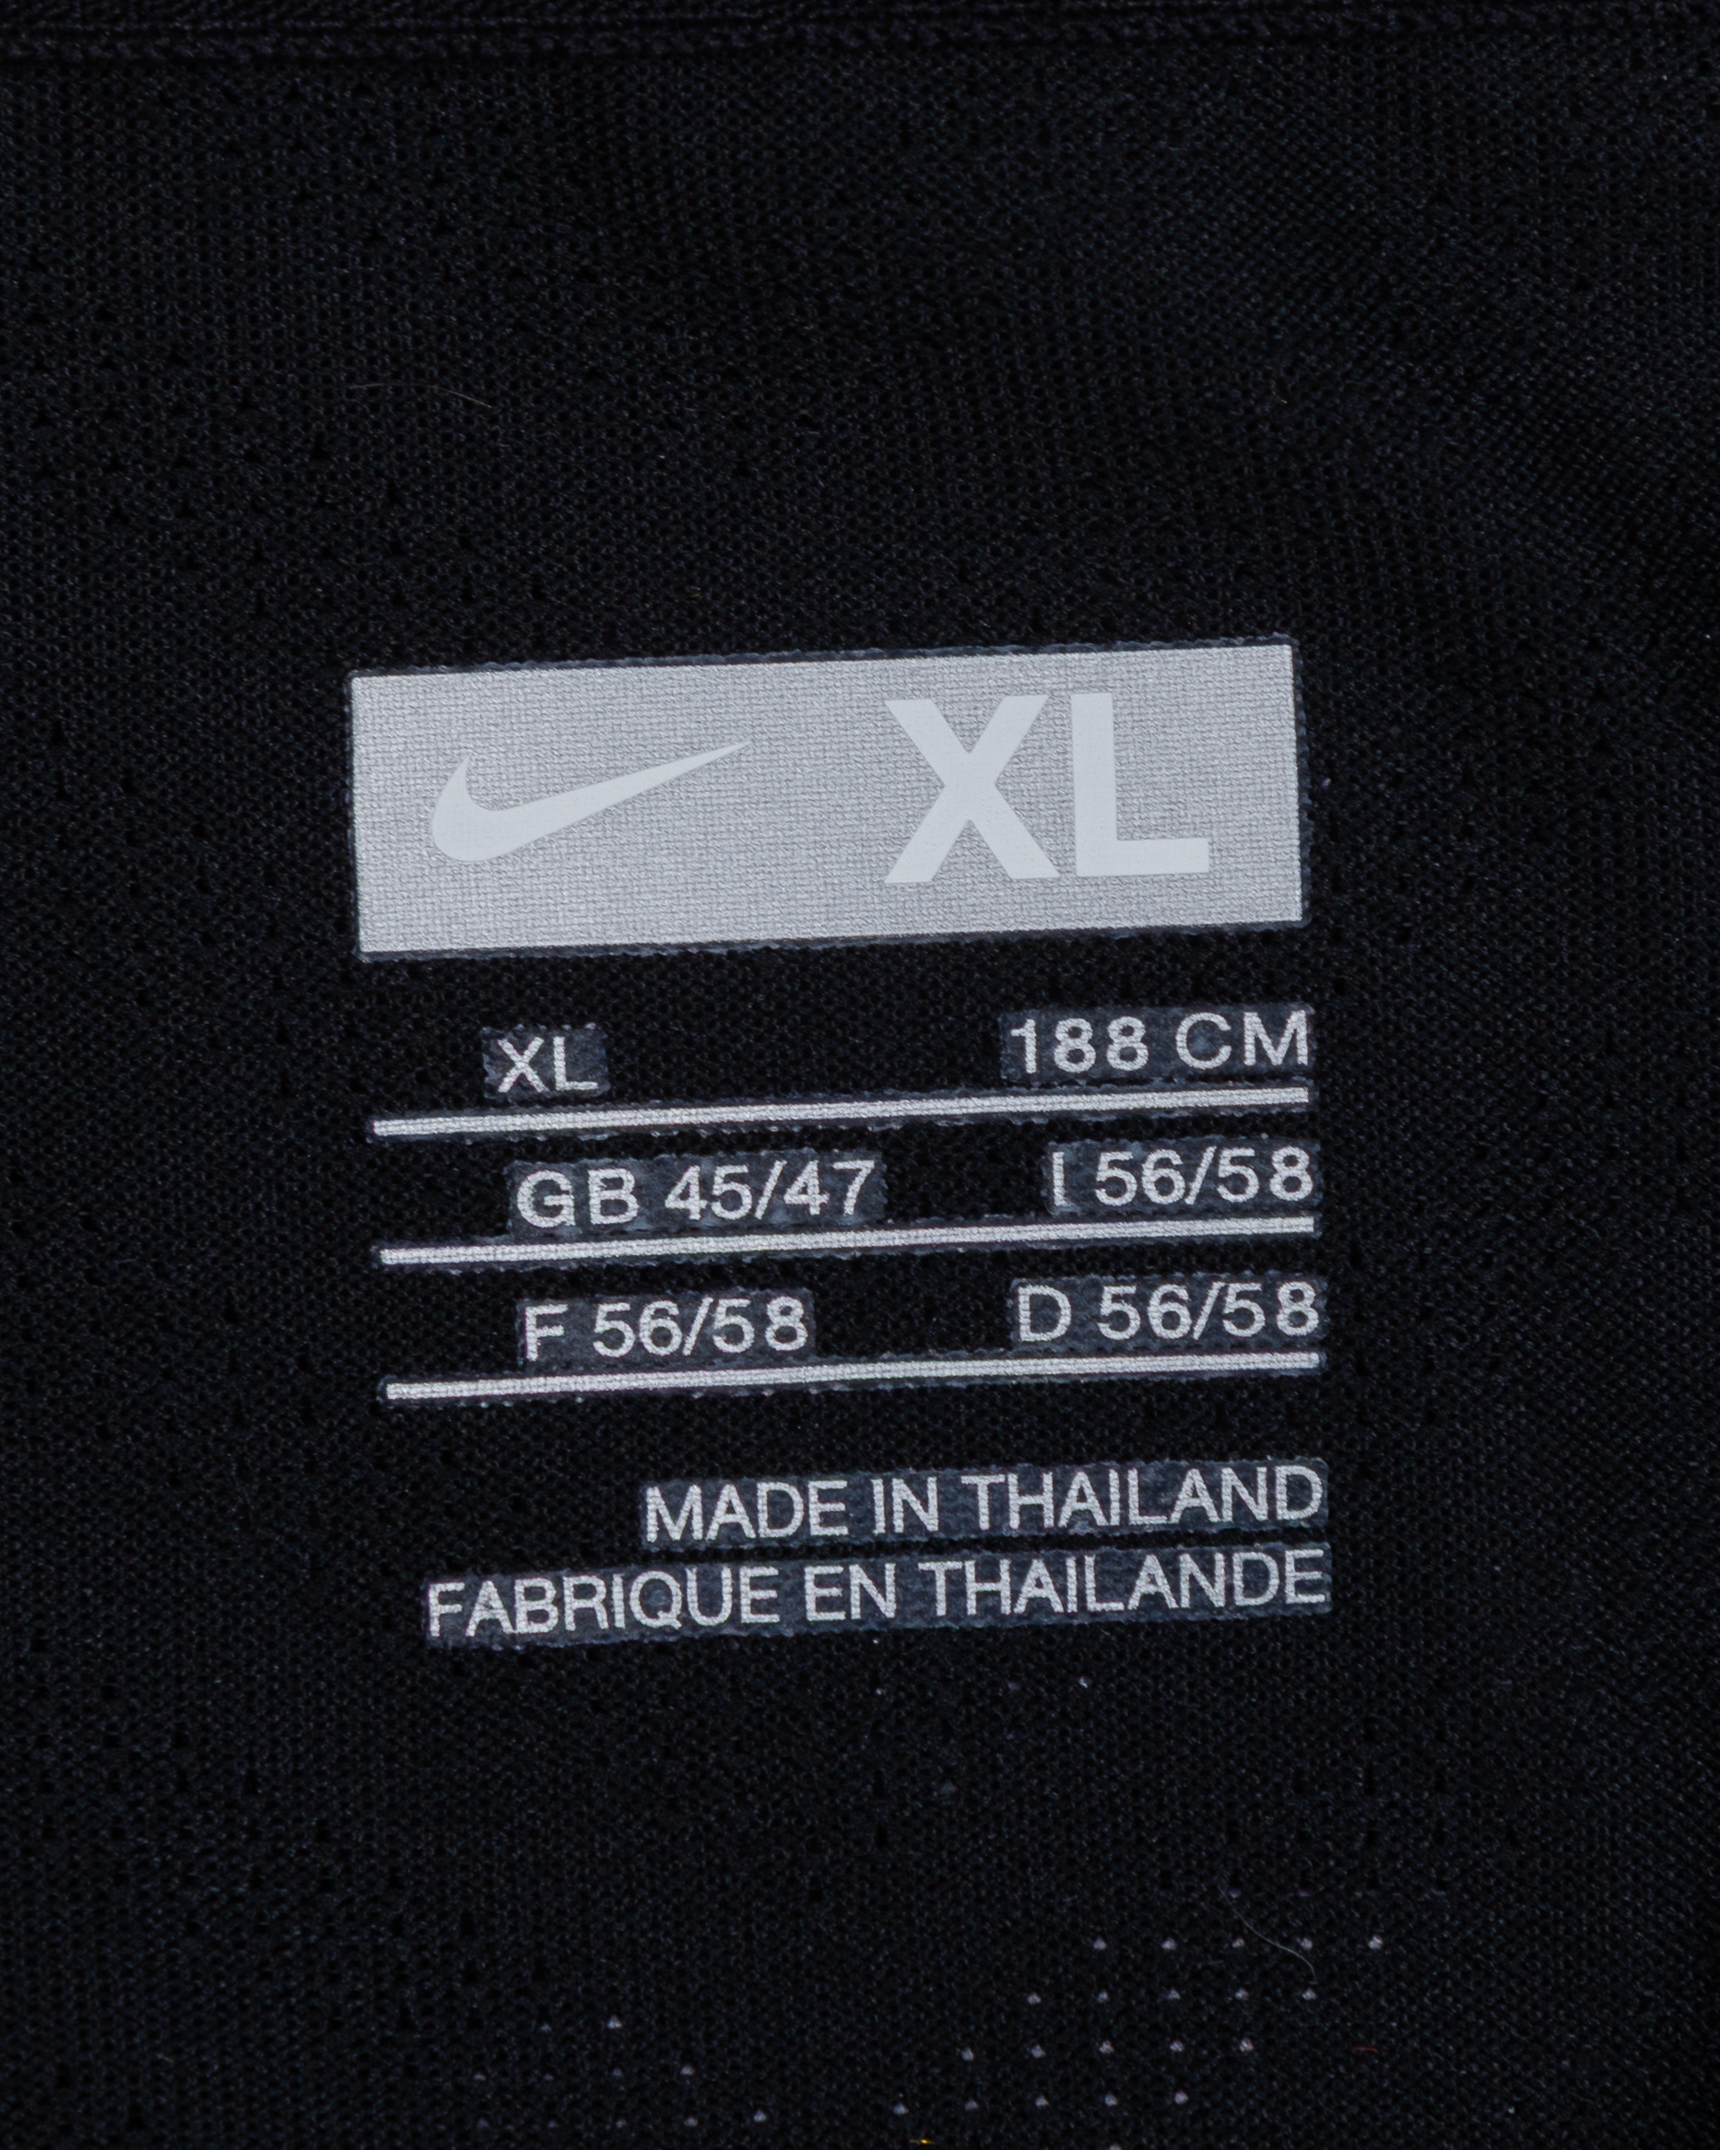 XL
XL 188 CM
GB 45/47 I 56/58
F 56/58 D 56/58
MADE IN THAILAND
FABRIQUE EN THAILANDE